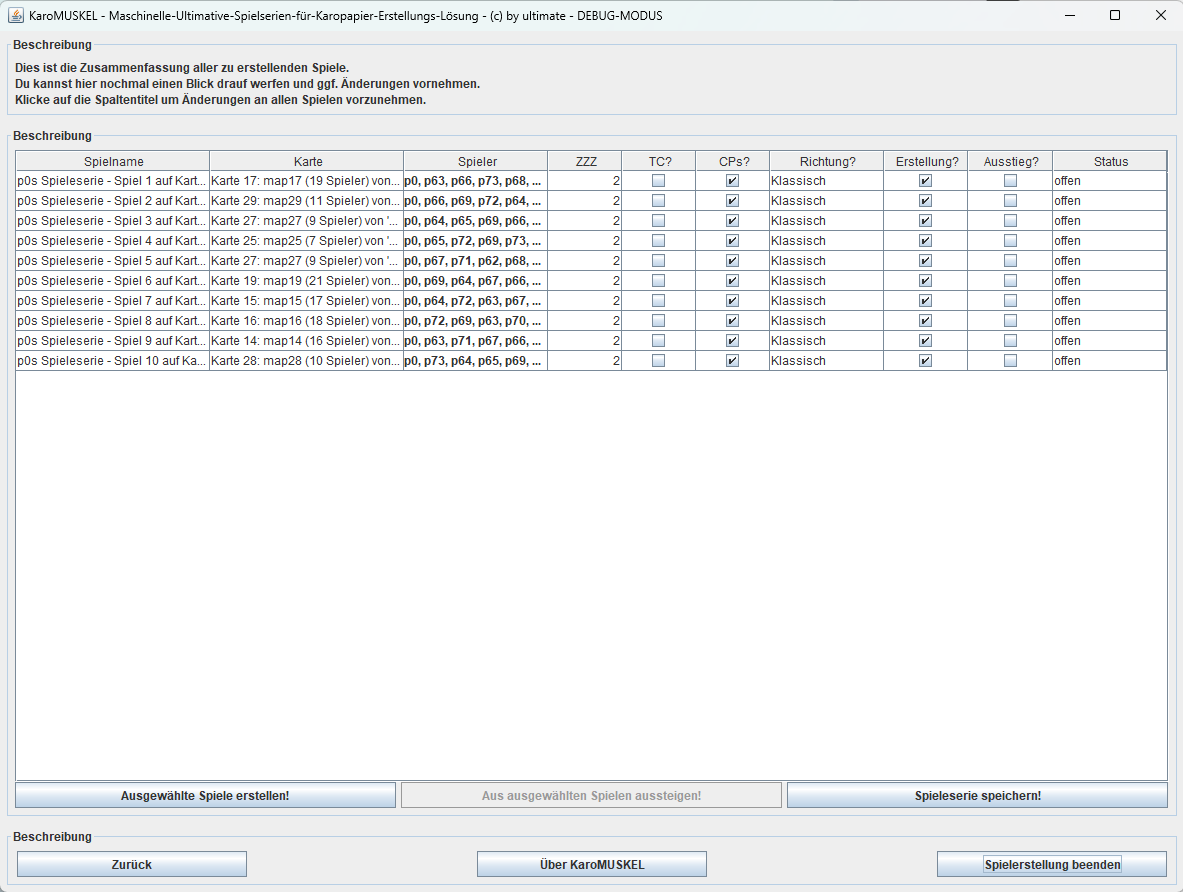 KaroMUSKEL - Maschinelle-Ultimative-Spielserien-für-Karopapier-Erstellungs-Lösung - (c) by ultimate - DEBUG-MODUS
Beschreibung
Dies ist die Zusammenfassung aller zu erstellenden Spiele.
Du kannst hier nochmal einen Blick drauf werfen und ggf. Änderungen vornehmen.
Klicke auf die Spaltentitel um Änderungen an allen Spielen vorzunehmen.
Beschreibung
Spielname Karte Spieler ZZZ TC? CPs? Richtung? Erstellung? Ausstieg? Status
p0s Spieleserie - Spiel 1 auf Kart... Karte 17: map17 (19 Spieler) von... p0, p63, p66, p73, p68, ... 2 Klassisch offen
p0s Spieleserie - Spiel 2 auf Kart... Karte 29: map29 (11 Spieler) von... p0, p66, p69, p72, p64, ... 2 Klassisch offen
p0s Spieleserie - Spiel 3 auf Kart... Karte 27: map27 (9 Spieler) von '... p0, p64, p65, p69, p66, ... 2 Klassisch offen
p0s Spieleserie - Spiel 4 auf Kart... Karte 25: map25 (7 Spieler) von '... p0, p65, p72, p69, p73, ... 2 Klassisch offen
p0s Spieleserie - Spiel 5 auf Kart... Karte 27: map27 (9 Spieler) von '... p0, p67, p71, p62, p68, ... 2 Klassisch offen
p0s Spieleserie - Spiel 6 auf Kart... Karte 19: map19 (21 Spieler) von... p0, p69, p64, p67, p66, ... 2 Klassisch offen
p0s Spieleserie - Spiel 7 auf Kart... Karte 15: map15 (17 Spieler) von... p0, p64, p72, p63, p67, ... 2 Klassisch offen
p0s Spieleserie - Spiel 8 auf Kart... Karte 16: map16 (18 Spieler) von... p0, p72, p69, p63, p70, ... 2 Klassisch offen
p0s Spieleserie - Spiel 9 auf Kart... Karte 14: map14 (16 Spieler) von... p0, p63, p71, p67, p66, ... 2 Klassisch offen
p0s Spieleserie - Spiel 10 auf Ka... Karte 28: map28 (10 Spieler) von... p0, p73, p64, p65, p69, ... 2 Klassisch offen
Ausgewählte Spiele erstellen! Aus ausgewählten Spielen aussteigen! Spieleserie speichern!
Beschreibung
Zurück Über KaroMUSKEL Spielerstellung beenden